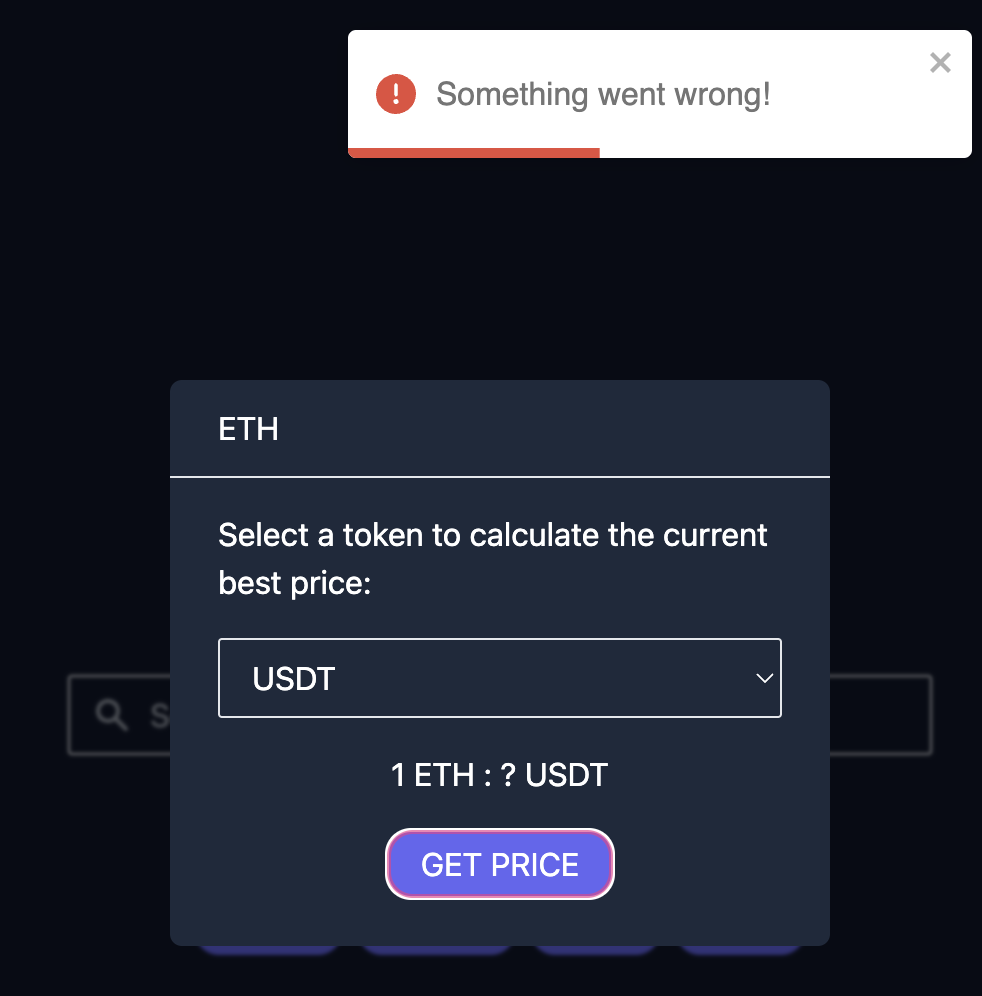 Something went wrong!
ETH
Select a token to calculate the current
best price:
USDT
1 ETH : ? USDT
GET PRICE